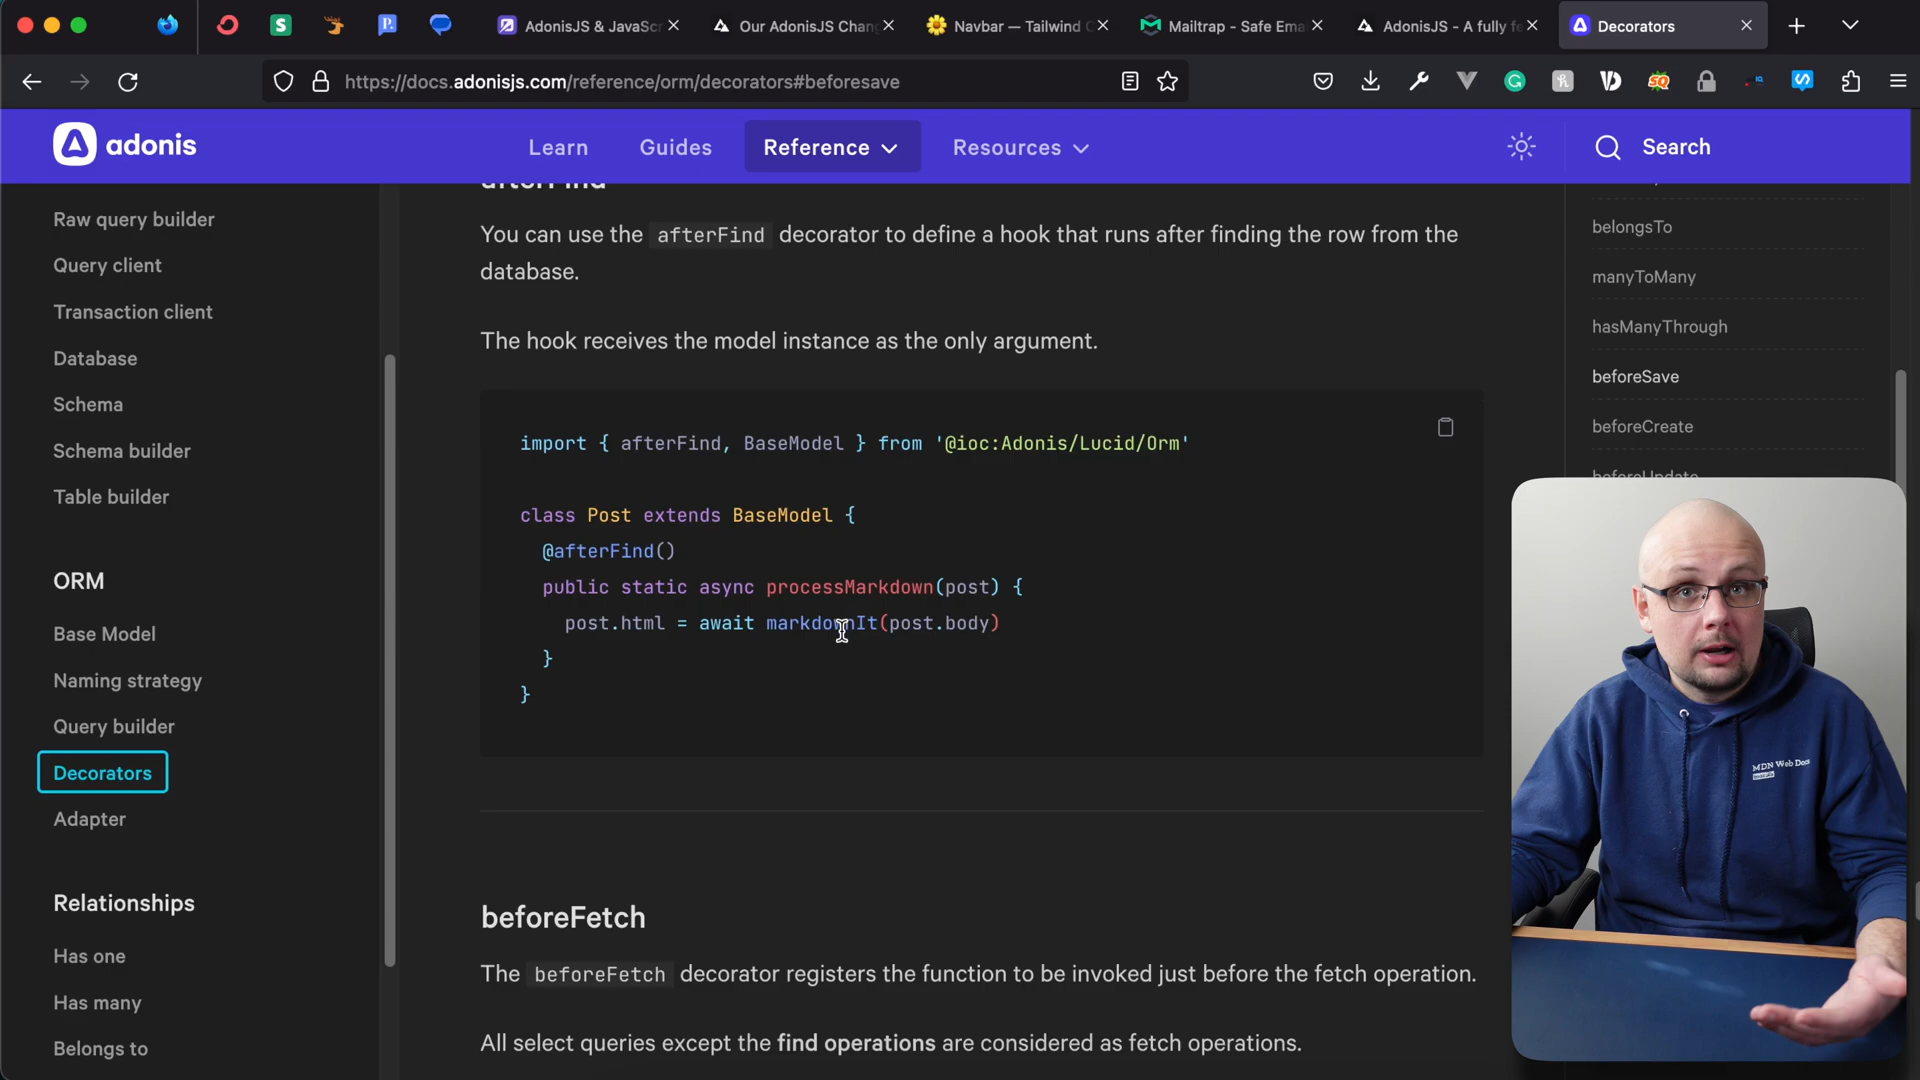 AdonisJS & JavaScr
Our AdonisJS Chan
Navbar — Tailwind C
Mailtrap - Safe Ema
AdonisJS - A fully fe
Decorators
https://docs.adonisjs.com/reference/orm/decorators#beforesave
adonis
Learn
Guides
Reference
Resources
Search
Raw query builder
Query client
Transaction client
Database
Schema
Schema builder
Table builder
ORM
Base Model
Naming strategy
Query builder
Decorators
Adapter
Relationships
Has one
Has many
Belongs to
afterFind
You can use the afterFind decorator to define a hook that runs after finding the row from the
database.
The hook receives the model instance as the only argument.
import { afterFind, BaseModel } from '@ioc:Adonis/Lucid/Orm'
class Post extends BaseModel {
@afterFind()
public static async processMarkdown(post) {
post.html = await markdownIt(post.body)
}
}
beforeFetch
The beforeFetch decorator registers the function to be invoked just before the fetch operation.
All select queries except the find operations are considered as fetch operations.
belongsTo
manyToMany
hasManyThrough
beforeSave
beforeCreate
beforeUpdate
MDN Web Docs